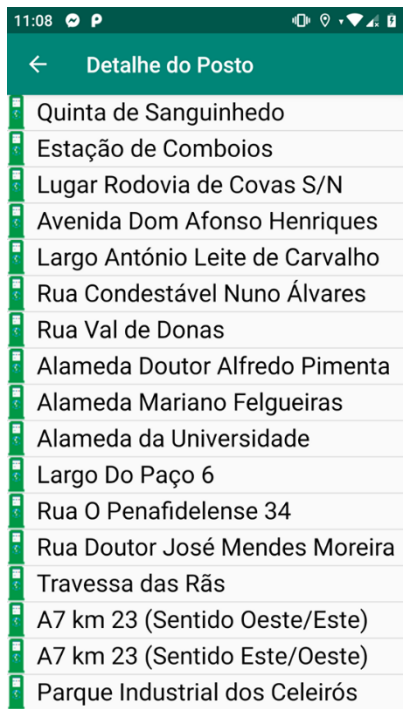 11:08
Detalhe do Posto
Quinta de Sanguinhedo
Estação de Comboios
Lugar Rodovia de Covas S/N
Avenida Dom Afonso Henriques
Largo António Leite de Carvalho
Rua Condestável Nuno Álvares
Rua Val de Donas
Alameda Doutor Alfredo Pimenta
Alameda Mariano Felgueiras
Alameda da Universidade
Largo Do Paço 6
Rua O Penafidelense 34
Rua Doutor José Mendes Moreira
Travessa das Rãs
A7 km 23 (Sentido Oeste/Este)
A7 km 23 (Sentido Este/Oeste)
Parque Industrial dos Celeirós